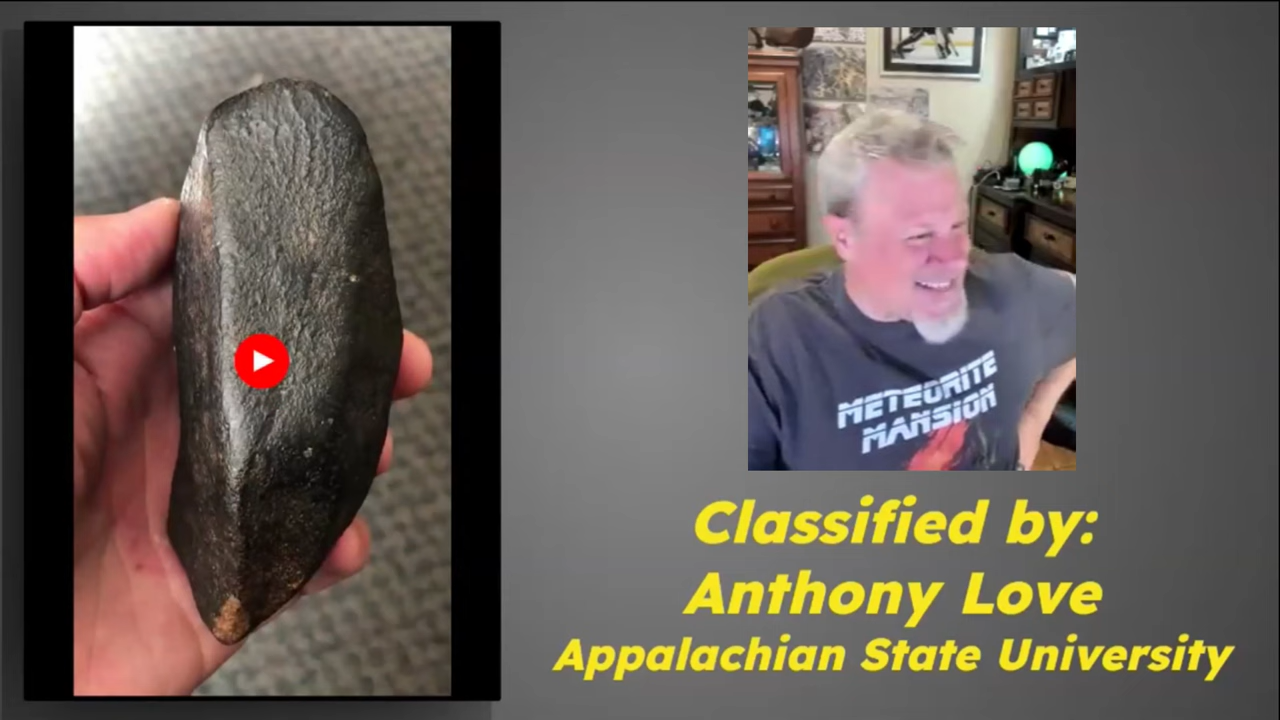 METEORITE
MANSION
Classified by:
Anthony Love
Appalachian State University